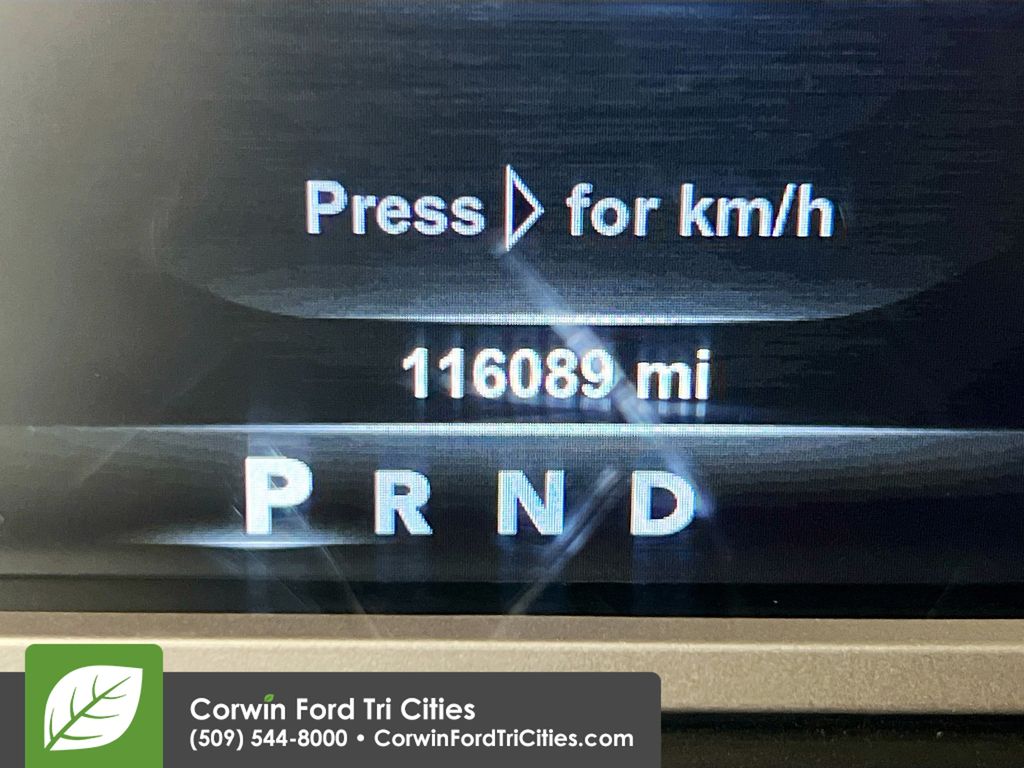 Press ▷ for km/h
116089 mi
P R N D
Corwin Ford Tri Cities
(509) 544-8000 • CorwinFordTriCities.com